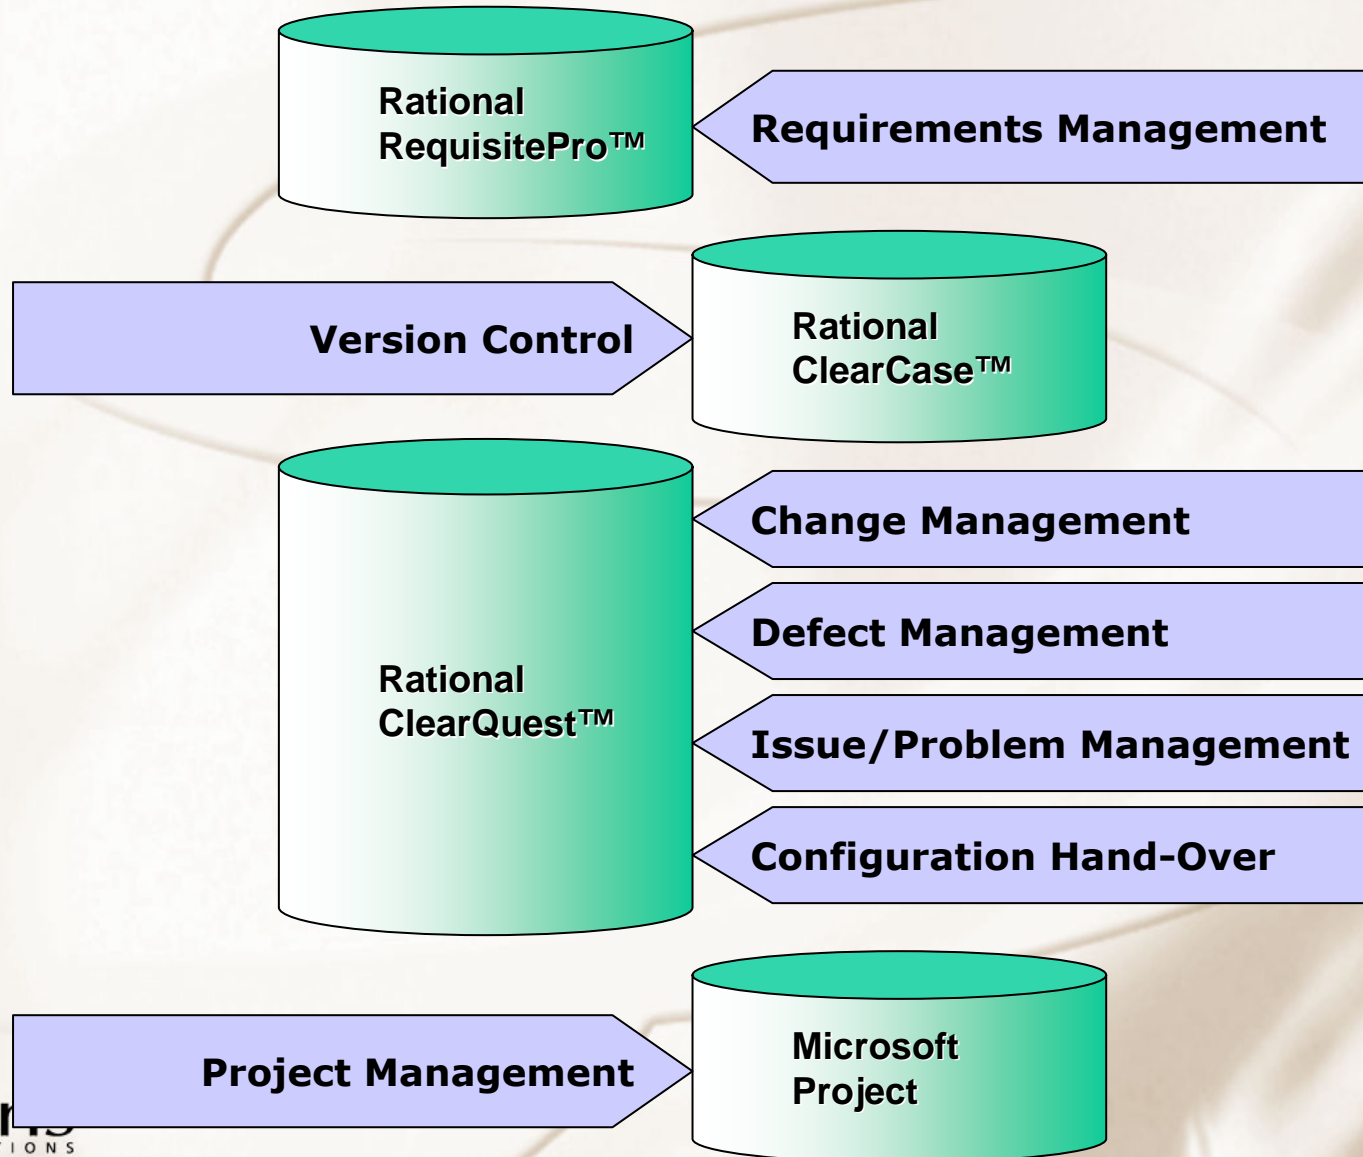 Rational
RequisitePro™
Requirements Management
Version Control
Rational
ClearCase™
Change Management
Defect Management
Rational
ClearQuest™
Issue/Problem Management
Configuration Hand-Over
Project Management
Microsoft
Project